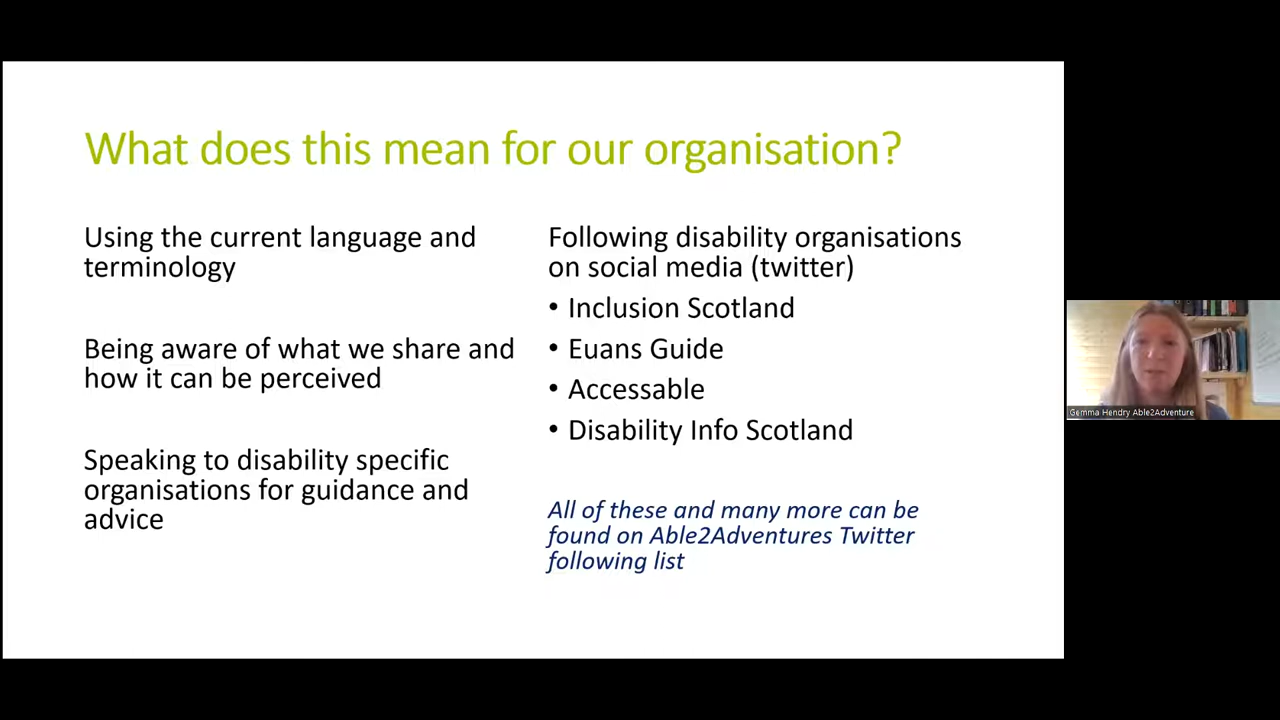 What does this mean for our organisation?
Using the current language and
terminology
Being aware of what we share and
how it can be perceived
Speaking to disability specific
organisations for guidance and
advice
Following disability organisations
on social media (twitter)
• Inclusion Scotland
• Euans Guide
• Accessable
• Disability Info Scotland
All of these and many more can be
found on Able2Adventures Twitter
following list
Gemma Hendry Able2Adventure